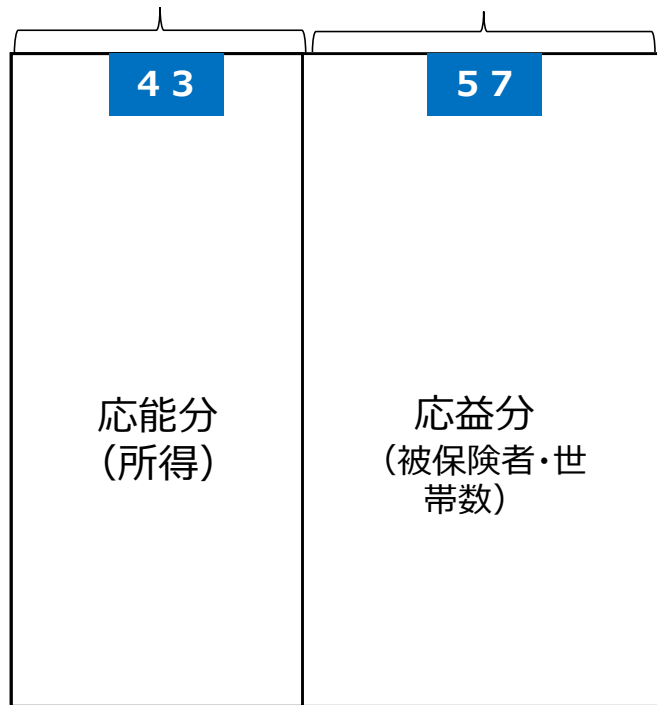 ４３
５７
応能分
（所得）
応益分
（被保険者・世
帯数）